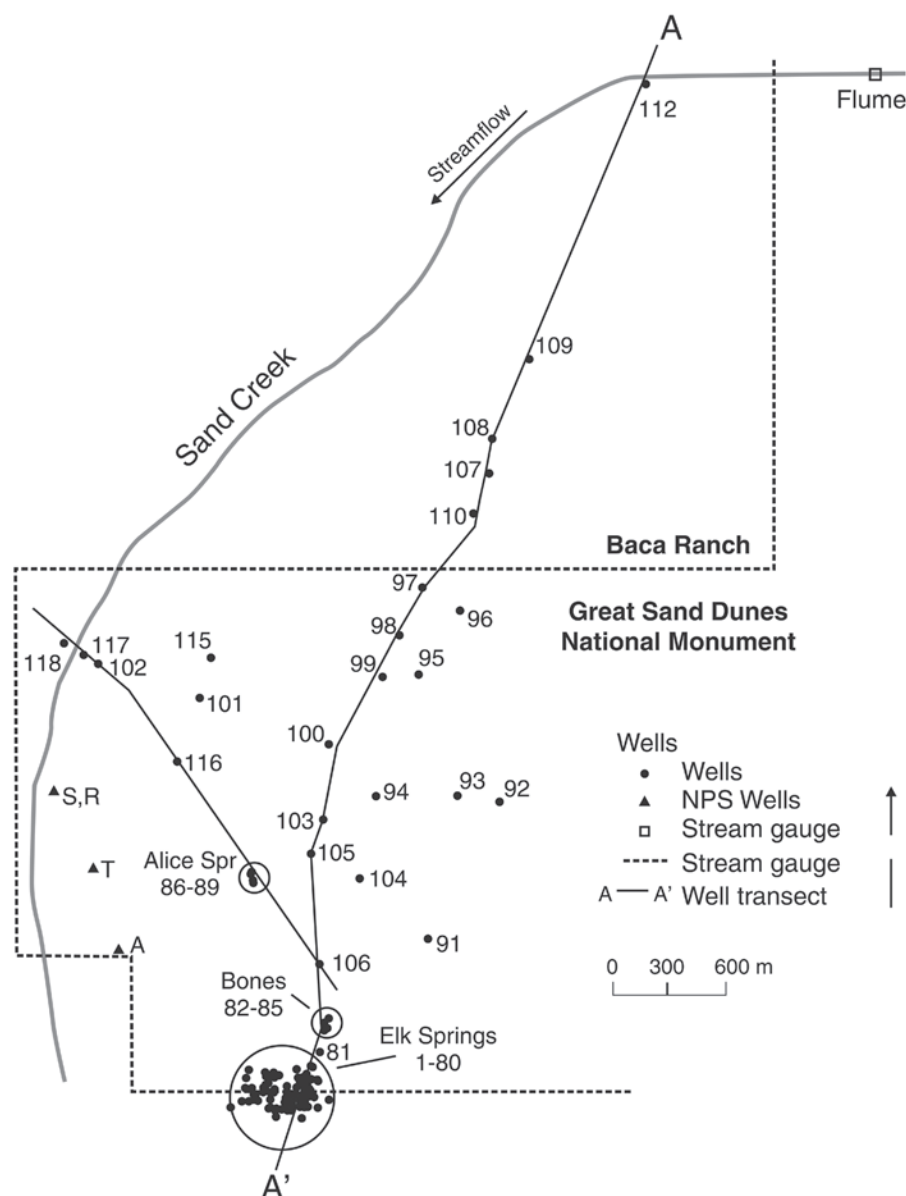 A
Flume
112
Streamflow
109
Sand Creek
108
107
110
Baca Ranch
97
Great Sand Dunes
National Monument
96
98
115
117
118
102
99
95
101
100
Wells
116
Wells
94
93
92
NPS Wells
S,R
103
Stream gauge
105
Alice Spr
86-89
Stream gauge
T
104
A A' Well transect
A
91
106
0 300 600 m
Bones
82-85
Elk Springs
1-80
81
A'